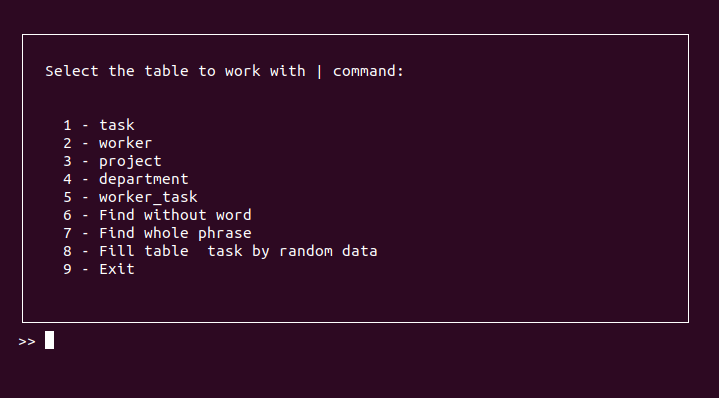 Select the table to work with | command:
1 - task
2 - worker
3 - project
4 - department
5 - worker_task
6 - Find without word
7 - Find whole phrase
8 - Fill table  task by random data
9 - Exit
>>